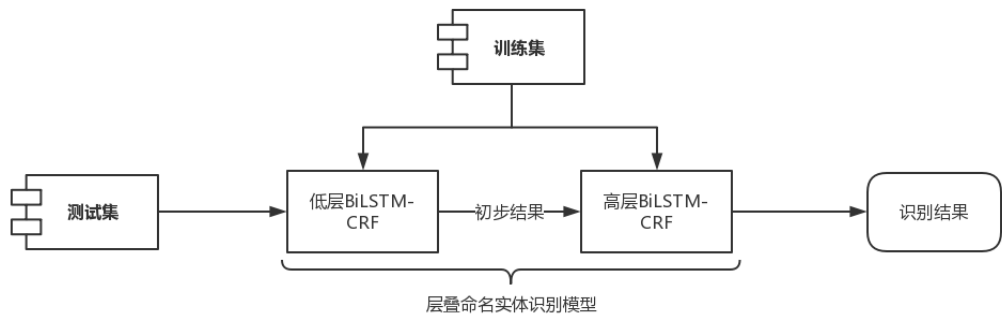 训练集
测试集
低层BiLSTM-
CRF
初步结果
高层BiLSTM-
CRF
识别结果
层叠命名实体识别模型